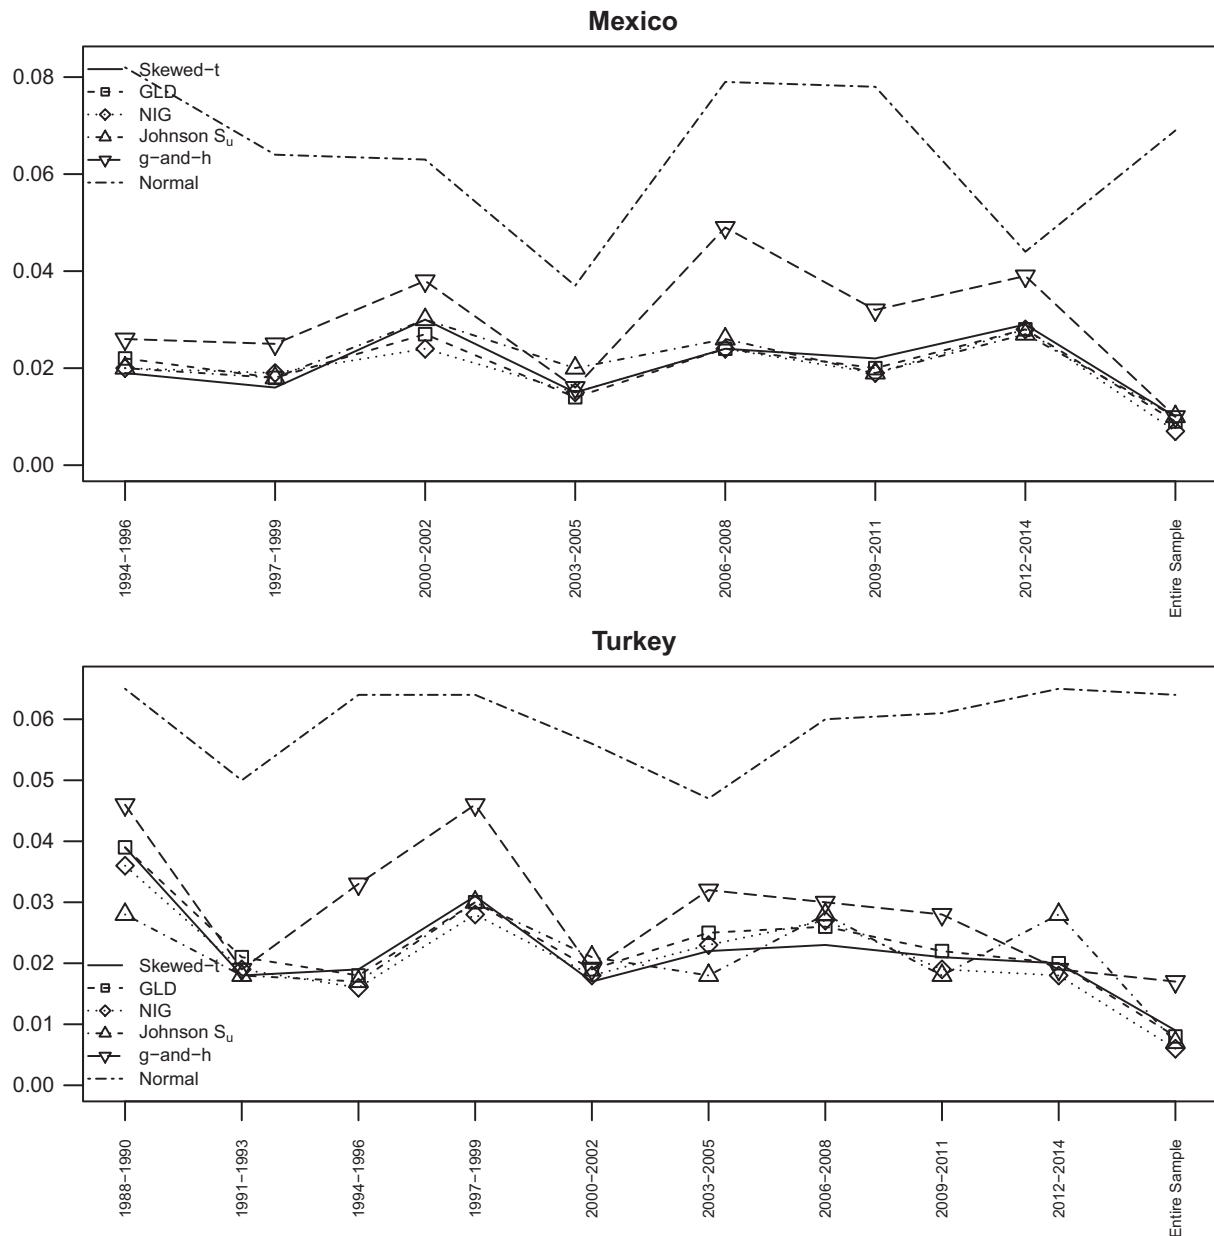 Mexico
0.08
0.06
0.04
0.02
0.00
Skewed−t
GLD
NIG
Johnson Su
g−and−h
Normal
1994−1996
1997−1999
2000−2002
2003−2005
2006−2008
2009−2011
2012−2014
Entire Sample
Turkey
0.06
0.05
0.04
0.03
0.02
0.01
0.00
Skewed−t
GLD
NIG
Johnson Su
g−and−h
Normal
1988−1990
1991−1993
1994−1996
1997−1999
2000−2002
2003−2005
2006−2008
2009−2011
2012−2014
Entire Sample